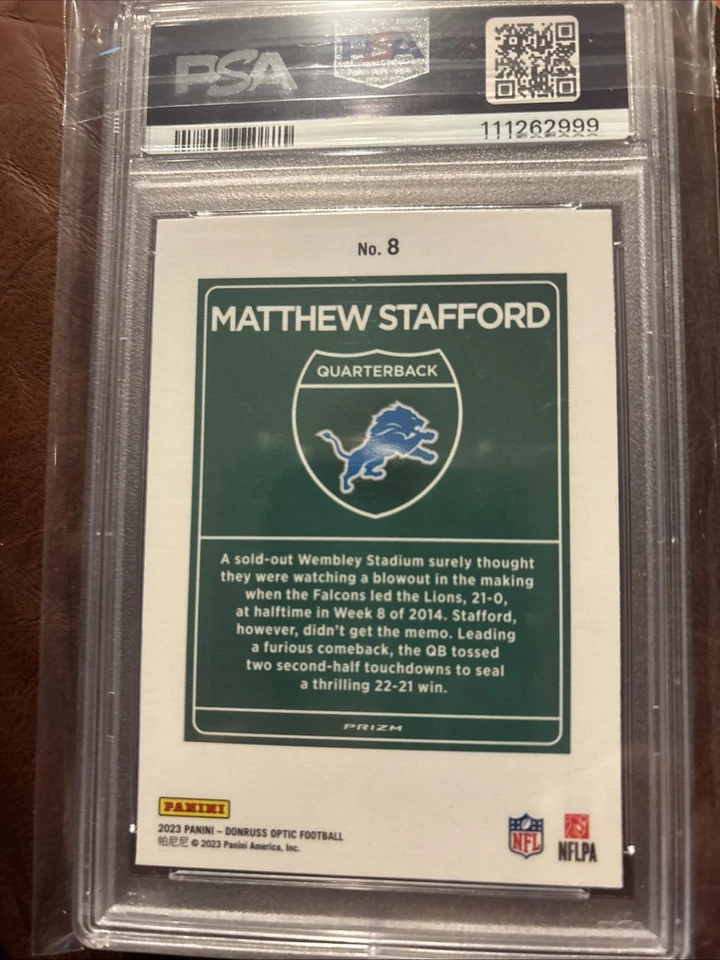 PSA
PSA
111262999
No. 8
MATTHEW STAFFORD
QUARTERBACK
A sold-out Wembley Stadium surely thought
they were watching a blowout in the making
when the Falcons led the Lions, 21-0,
at halftime in Week 8 of 2014. Stafford,
however, didn't get the memo. Leading
a furious comeback, the QB tossed
two second-half touchdowns to seal
a thrilling 22-21 win.
PRIZM
PANINI
2023 PANINI – DONRUSS OPTIC FOOTBALL
帕尼尼 © 2023 Panini America, Inc.
NFL
NFLPA